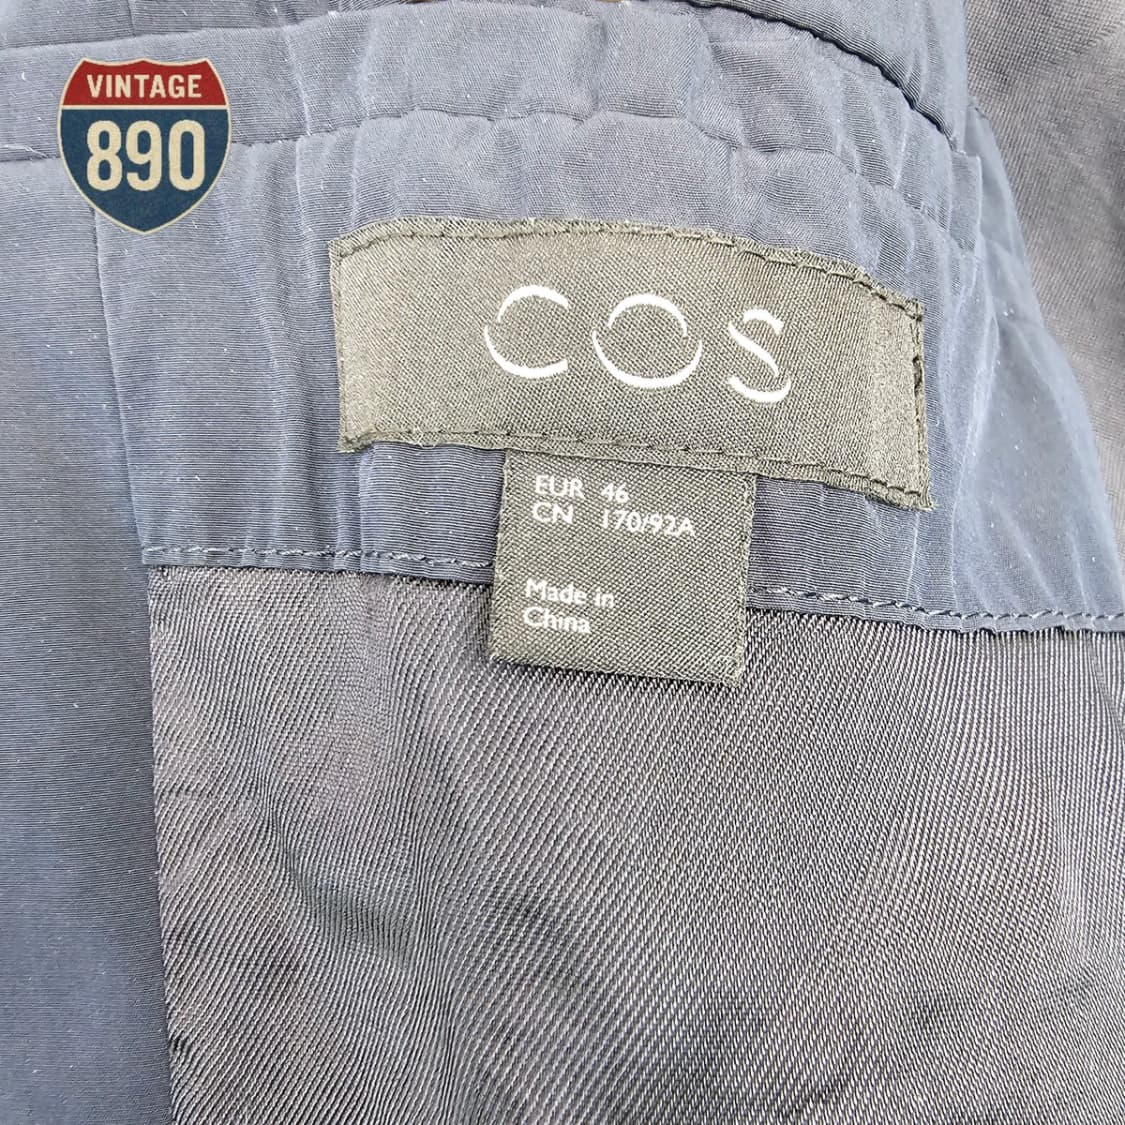 VINTAGE
890
COS
EUR 46
CN 170/92A
Made in
China